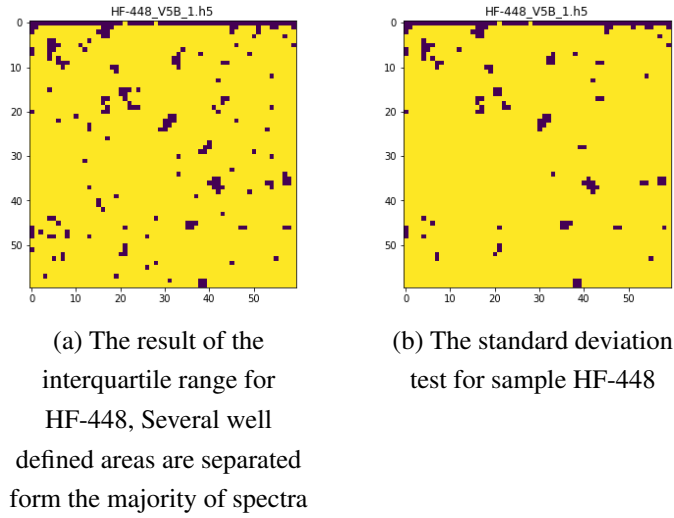 HF-448_V5B_1.h5
0
10
20
30
40
50
0 10 20 30 40 50
(a) The result of the
interquartile range for
HF-448, Several well
defined areas are separated
form the majority of spectra
HF-448_V5B_1.h5
0
10
20
30
40
50
0 10 20 30 40 50
(b) The standard deviation
test for sample HF-448